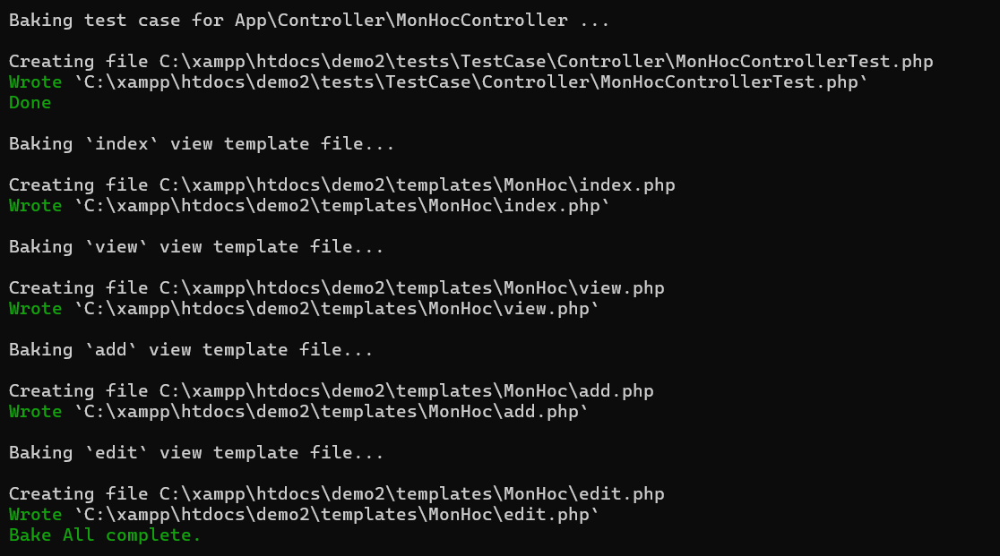 Baking test case for App\Controller\MonHocController ...
Creating file C:\xampp\htdocs\demo2\tests\TestCase\Controller\MonHocControllerTest.php
Wrote `C:\xampp\htdocs\demo2\tests\TestCase\Controller\MonHocControllerTest.php`
Done
Baking `index` view template file...
Creating file C:\xampp\htdocs\demo2\templates\MonHoc\index.php
Wrote `C:\xampp\htdocs\demo2\templates\MonHoc\index.php`
Baking `view` view template file...
Creating file C:\xampp\htdocs\demo2\templates\MonHoc\view.php
Wrote `C:\xampp\htdocs\demo2\templates\MonHoc\view.php`
Baking `add` view template file...
Creating file C:\xampp\htdocs\demo2\templates\MonHoc\add.php
Wrote `C:\xampp\htdocs\demo2\templates\MonHoc\add.php`
Baking `edit` view template file...
Creating file C:\xampp\htdocs\demo2\templates\MonHoc\edit.php
Wrote `C:\xampp\htdocs\demo2\templates\MonHoc\edit.php`
Bake All complete.